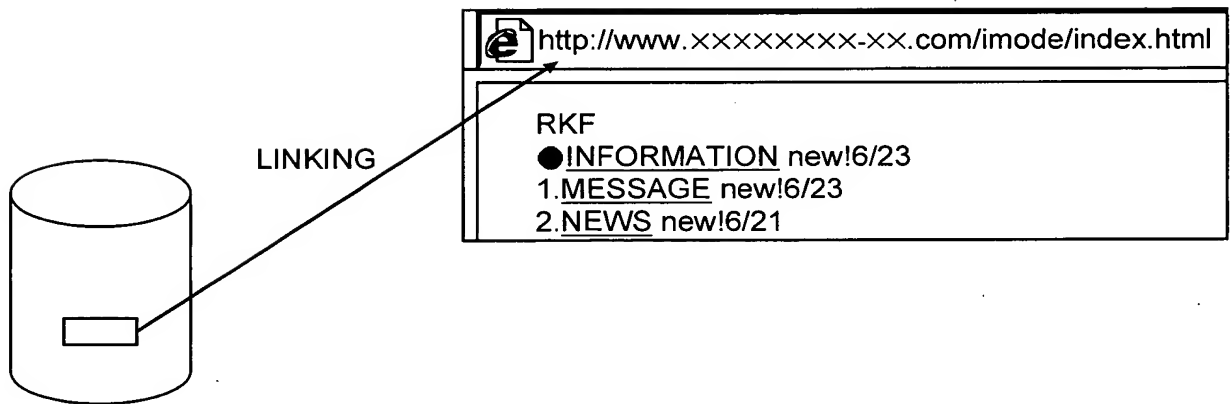 http://www.××××××××-××.com/imode/index.html
RKF
●INFORMATION new!6/23
1.MESSAGE new!6/23
2.NEWS new!6/21
LINKING